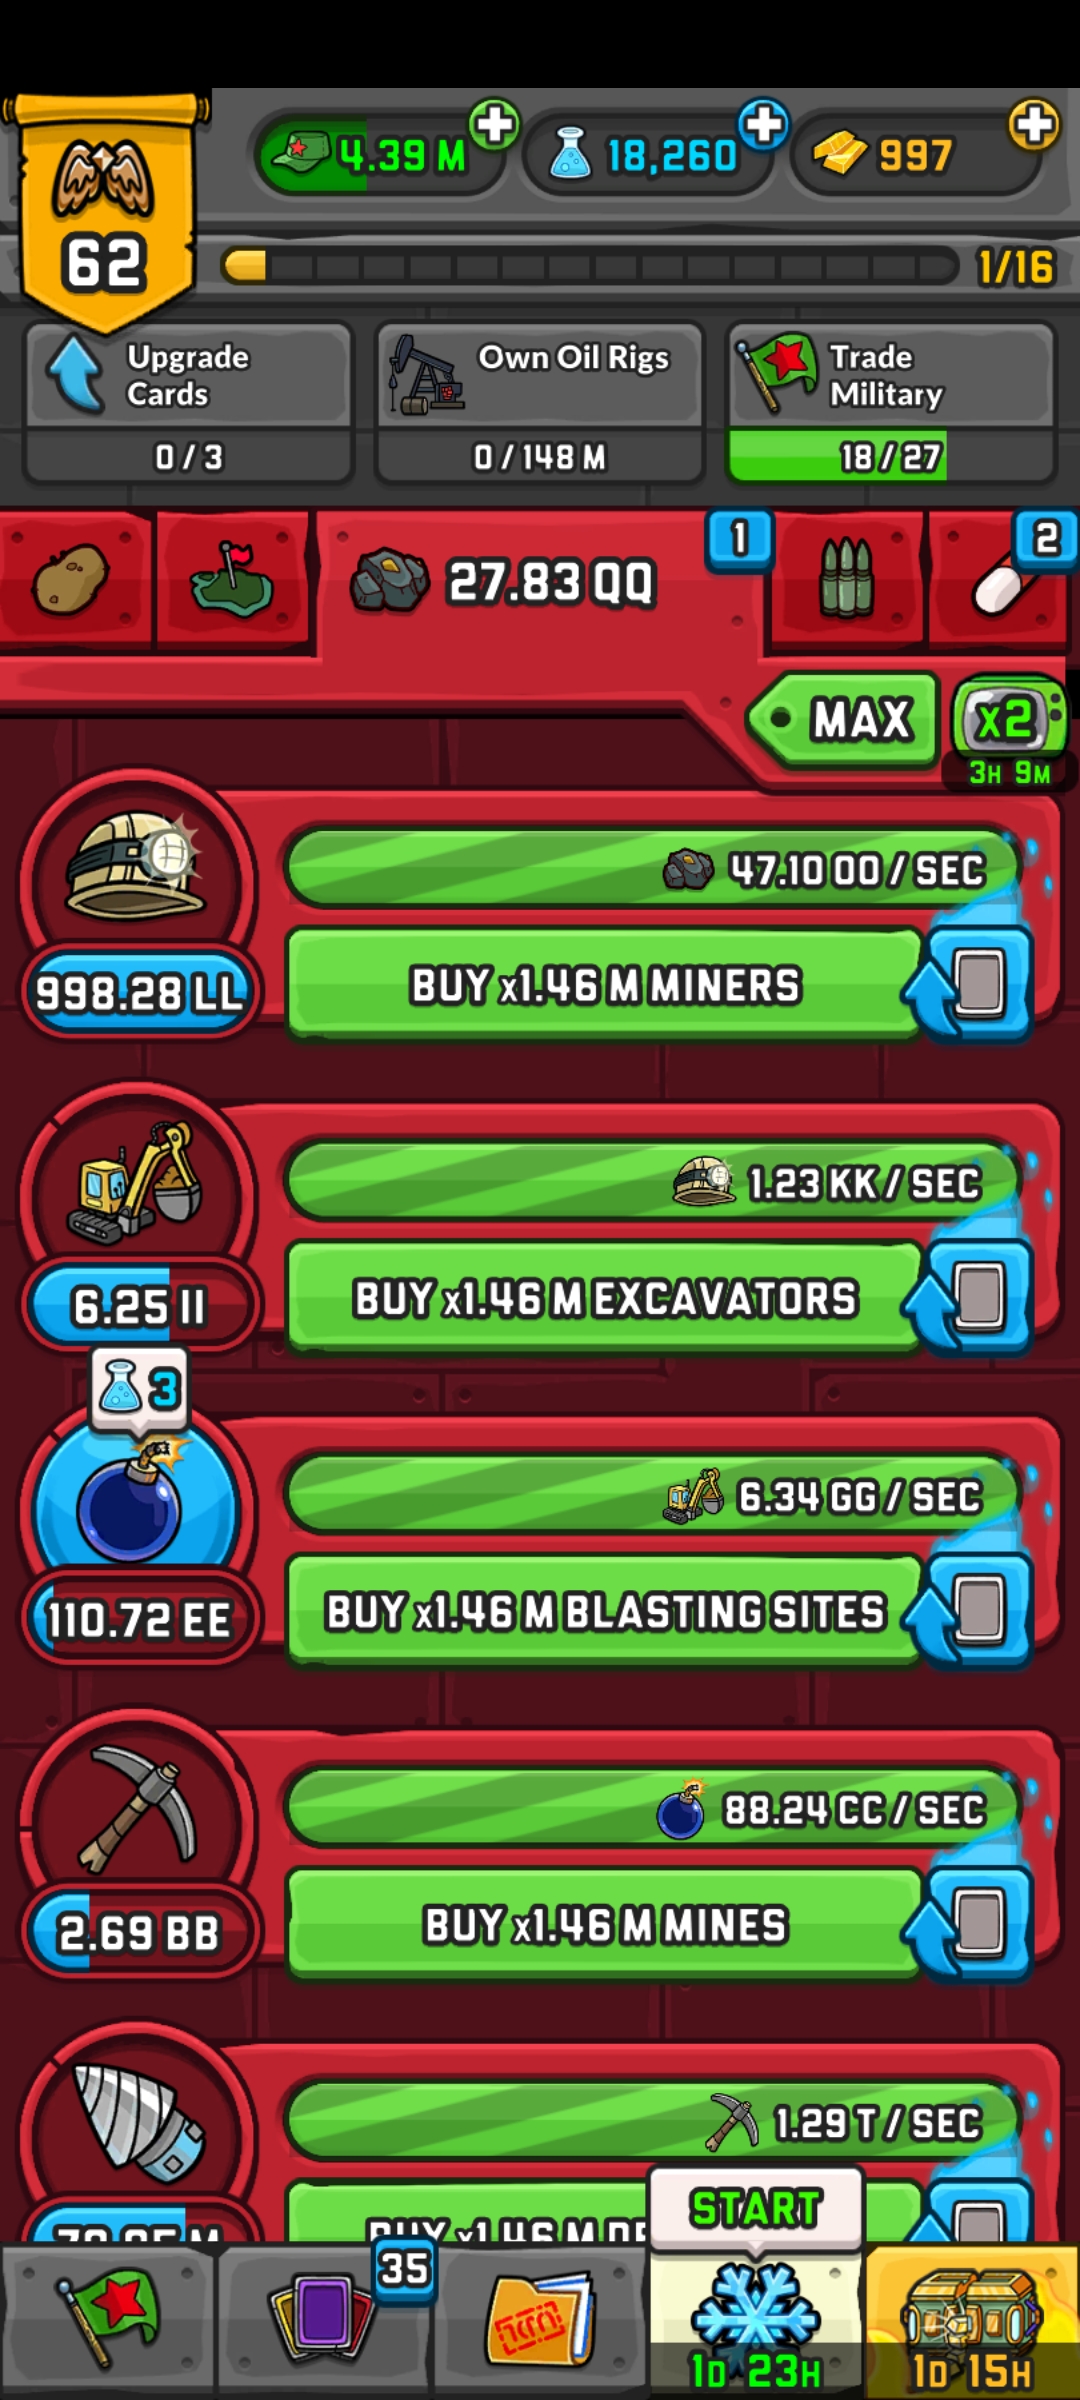 4.39 M
18,260
997
62
1/16
Upgrade
Cards
0 / 3
Own Oil Rigs
0 / 148 M
Trade
Military
18 / 27
27.83 QQ
1
2
MAX
x2
3H 9M
47.10 OO / SEC
998.28 LL
BUY x1.46 M MINERS
1.23 KK / SEC
6.25 II
BUY x1.46 M EXCAVATORS
3
6.34 GG / SEC
110.72 EE
BUY x1.46 M BLASTING SITES
88.24 CC / SEC
2.69 BB
BUY x1.46 M MINES
1.29 T / SEC
BUY x1.46 M
START
35
1D 23H
1D 15H